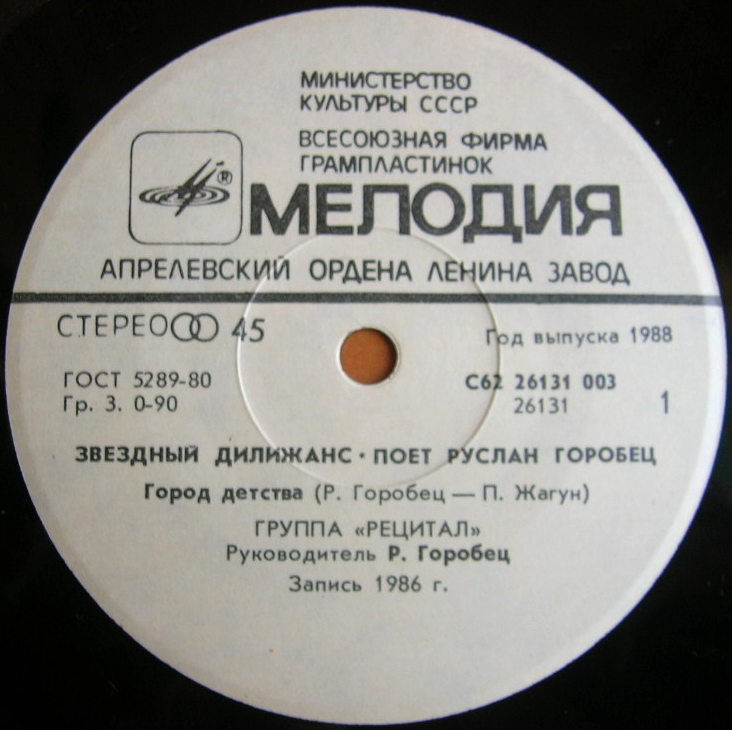 МИНИСТЕРСТВО
КУЛЬТУРЫ СССР
ВСЕСОЮЗНАЯ ФИРМА
ГРАМПЛАСТИНОК
®
МЕЛОДИЯ
АПРЕЛЕВСКИЙ ОРДЕНА ЛЕНИНА ЗАВОД
СТЕРЕО 45
Год выпуска 1988
ГОСТ 5289-80
Гр. 3. 0-90
С62 26131 003
26131
1
ЗВЕЗДНЫЙ ДИЛИЖАНС • ПОЕТ РУСЛАН ГОРОБЕЦ
Город детства (Р. Горобец — П. Жагун)
ГРУППА «РЕЦИТАЛ»
Руководитель Р. Горобец
Запись 1986 г.